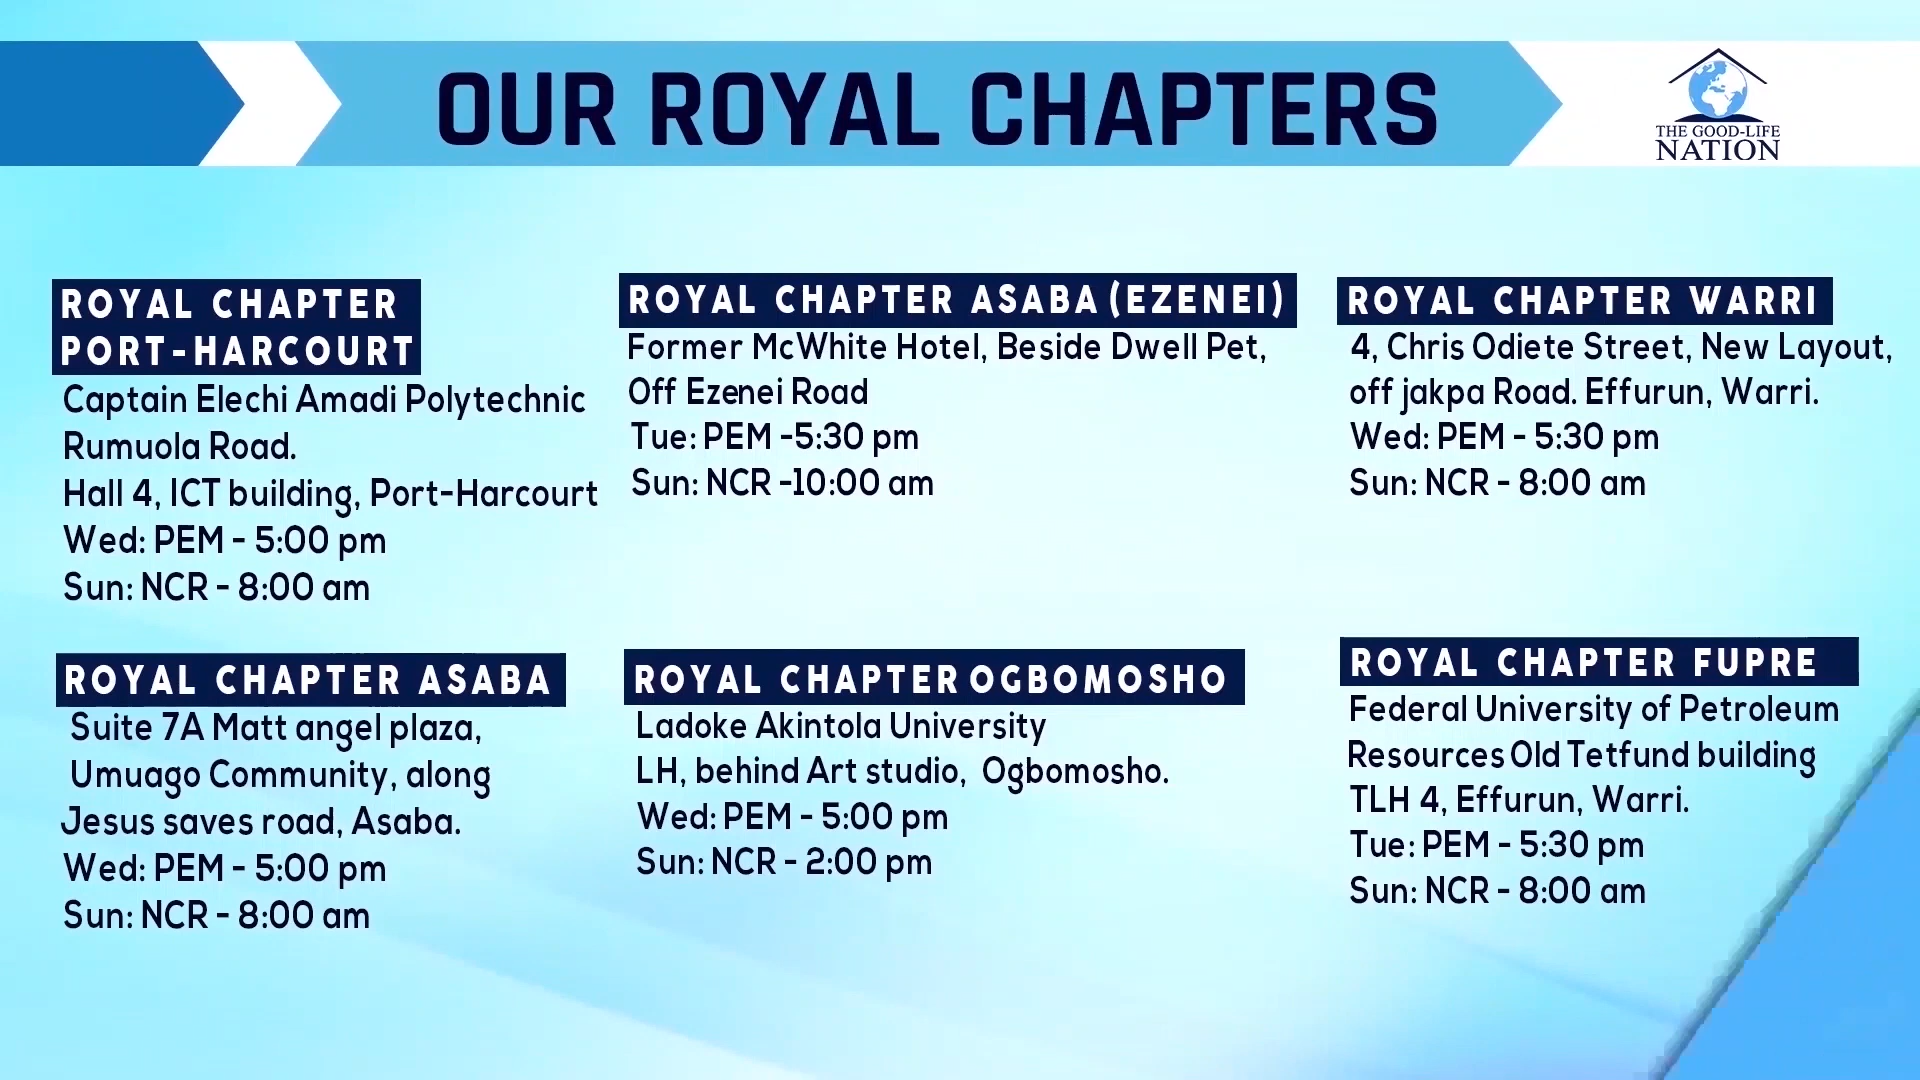 OUR ROYAL CHAPTERS
THE GOOD-LIFE
NATION
ROYAL CHAPTER
PORT-HARCOURT
Captain Elechi Amadi Polytechnic
Rumuola Road.
Hall 4, ICT building, Port-Harcourt
Wed: PEM - 5:00 pm
Sun: NCR - 8:00 am
ROYAL CHAPTER ASABA (EZENEI)
Former McWhite Hotel, Beside Dwell Pet,
Off Ezenei Road
Tue: PEM -5:30 pm
Sun: NCR -10:00 am
ROYAL CHAPTER WARRI
4, Chris Odiete Street, New Layout,
off jakpa Road. Effurun, Warri.
Wed: PEM - 5:30 pm
Sun: NCR - 8:00 am
ROYAL CHAPTER ASABA
Suite 7A Matt angel plaza,
Umuago Community, along
Jesus saves road, Asaba.
Wed: PEM - 5:00 pm
Sun: NCR - 8:00 am
ROYAL CHAPTER OGBOMOSHO
Ladoke Akintola University
LH, behind Art studio, Ogbomosho.
Wed: PEM - 5:00 pm
Sun: NCR - 2:00 pm
ROYAL CHAPTER FUPRE
Federal University of Petroleum
Resources Old Tetfund building
TLH 4, Effurun, Warri.
Tue: PEM - 5:30 pm
Sun: NCR - 8:00 am